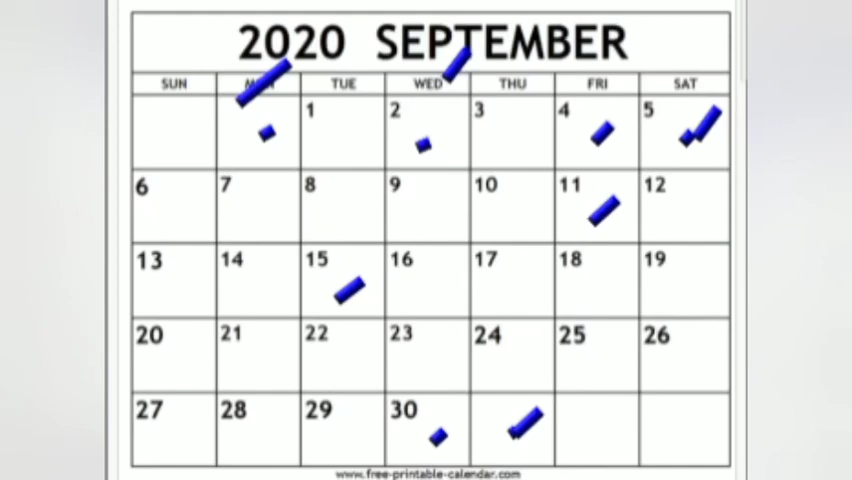 2020 SEPTEMBER
SUN TUE WED THU FRI SAT
1 2 3 4 5
6 7 8 9 10 11 12
13 14 15 16 17 18 19
20 21 22 23 24 25 26
27 28 29 30
www.free-printable-calendar.com